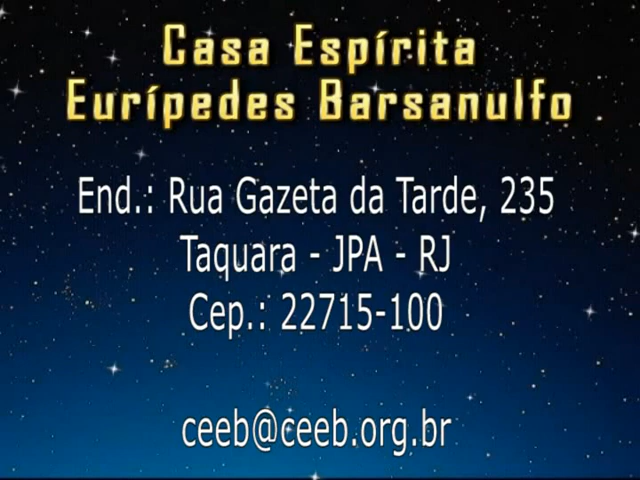 Casa Espírita
Eurípedes Barsanulfo
End.: Rua Gazeta da Tarde, 235
Taquara - JPA - RJ
Cep.: 22715-100
ceeb@ceeb.org.br